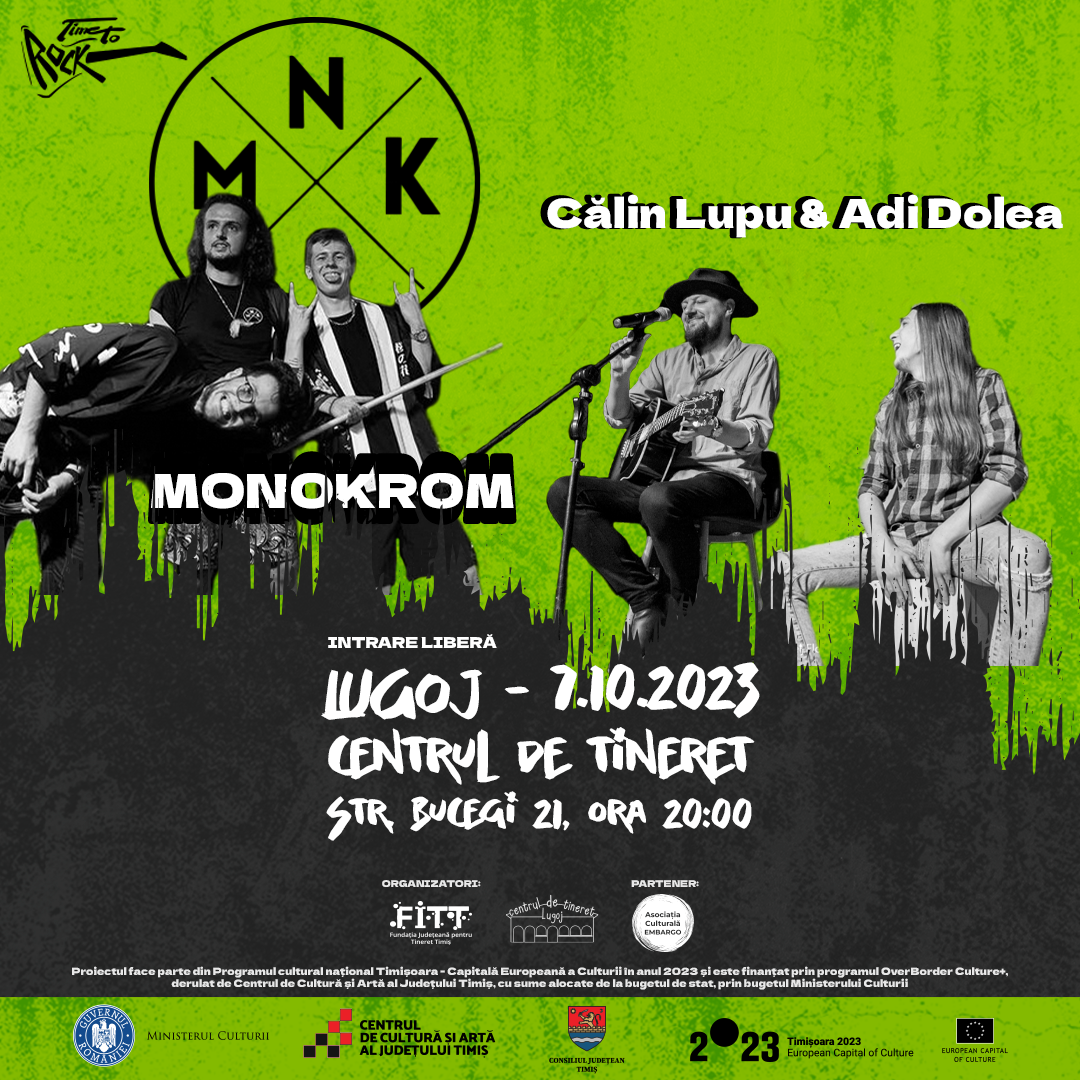 Time to
ROCK
N
M K
Călin Lupu & Adi Dolea
MONOKROM
INTRARE LIBERĂ
LUGOJ - 7.10.2023
CENTRUL DE TINERET
STR. BUCEGI 21, ORA 20:00
ORGANIZATORI:
PARTENER:
FITT
Fundația Județeană pentru
Tineret Timiș
centrul de tineret
Lugoj
Asociația
Culturală
EMBARGO
Proiectul face parte din Programul cultural național Timișoara - Capitală Europeană a Culturii în anul 2023 și este finanțat prin programul OverBorder Culture+,
derulat de Centrul de Cultură și Artă al Județului Timiș, cu sume alocate de la bugetul de stat, prin bugetul Ministerului Culturii
GUVERNUL
ROMÂNIEI
MINISTERUL CULTURII
CENTRUL
DE CULTURĂ SI ARTĂ
AL JUDEȚULUI TIMIȘ
CONSILIUL JUDEȚEAN
TIMIȘ
2023
Timișoara 2023
European Capital of Culture
EUROPEAN CAPITAL
OF CULTURE